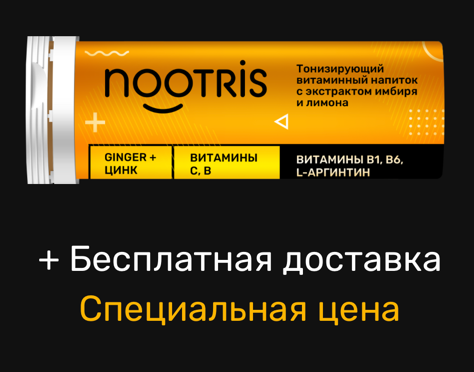 nOOTRiS
Тонизирующий
витаминный напиток
с экстрактом имбиря
и лимона
GINGER +
ЦИНК
ВИТАМИНЫ
C, B
ВИТАМИНЫ B1, B6,
L-АРГИНТИН
+ Бесплатная доставка
Специальная цена